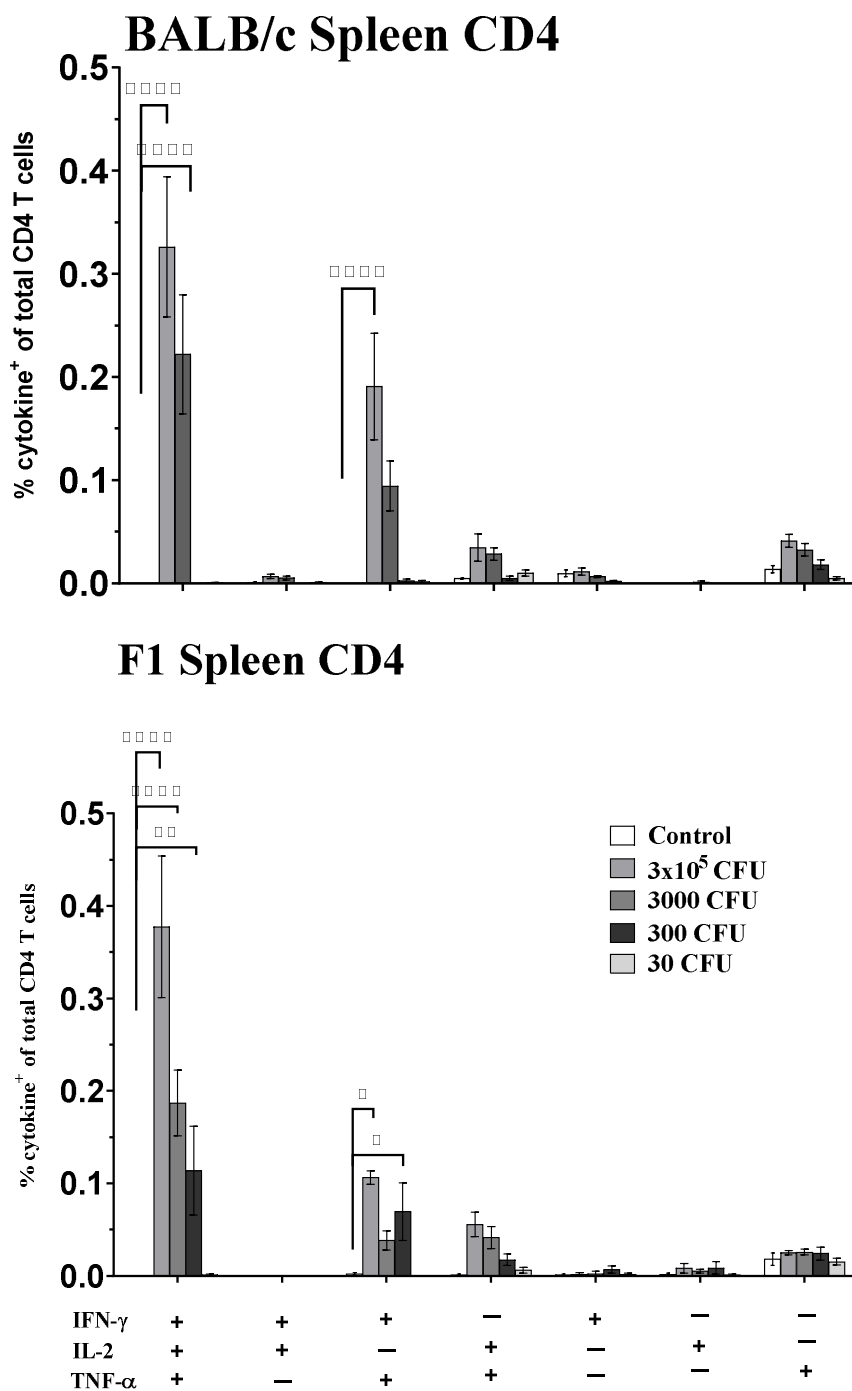 BALB/c Spleen CD4
% cytokine⁺ of total CD4 T cells
0.5
0.4
0.3
0.2
0.1
0.0
F1 Spleen CD4
% cytokine⁺ of total CD4 T cells
0.5
0.4
0.3
0.2
0.1
0.0
Control
3x10⁵ CFU
3000 CFU
300 CFU
30 CFU
IFN-γ + + + − + − −
IL-2 + + − + − + −
TNF-α + − + + − − +